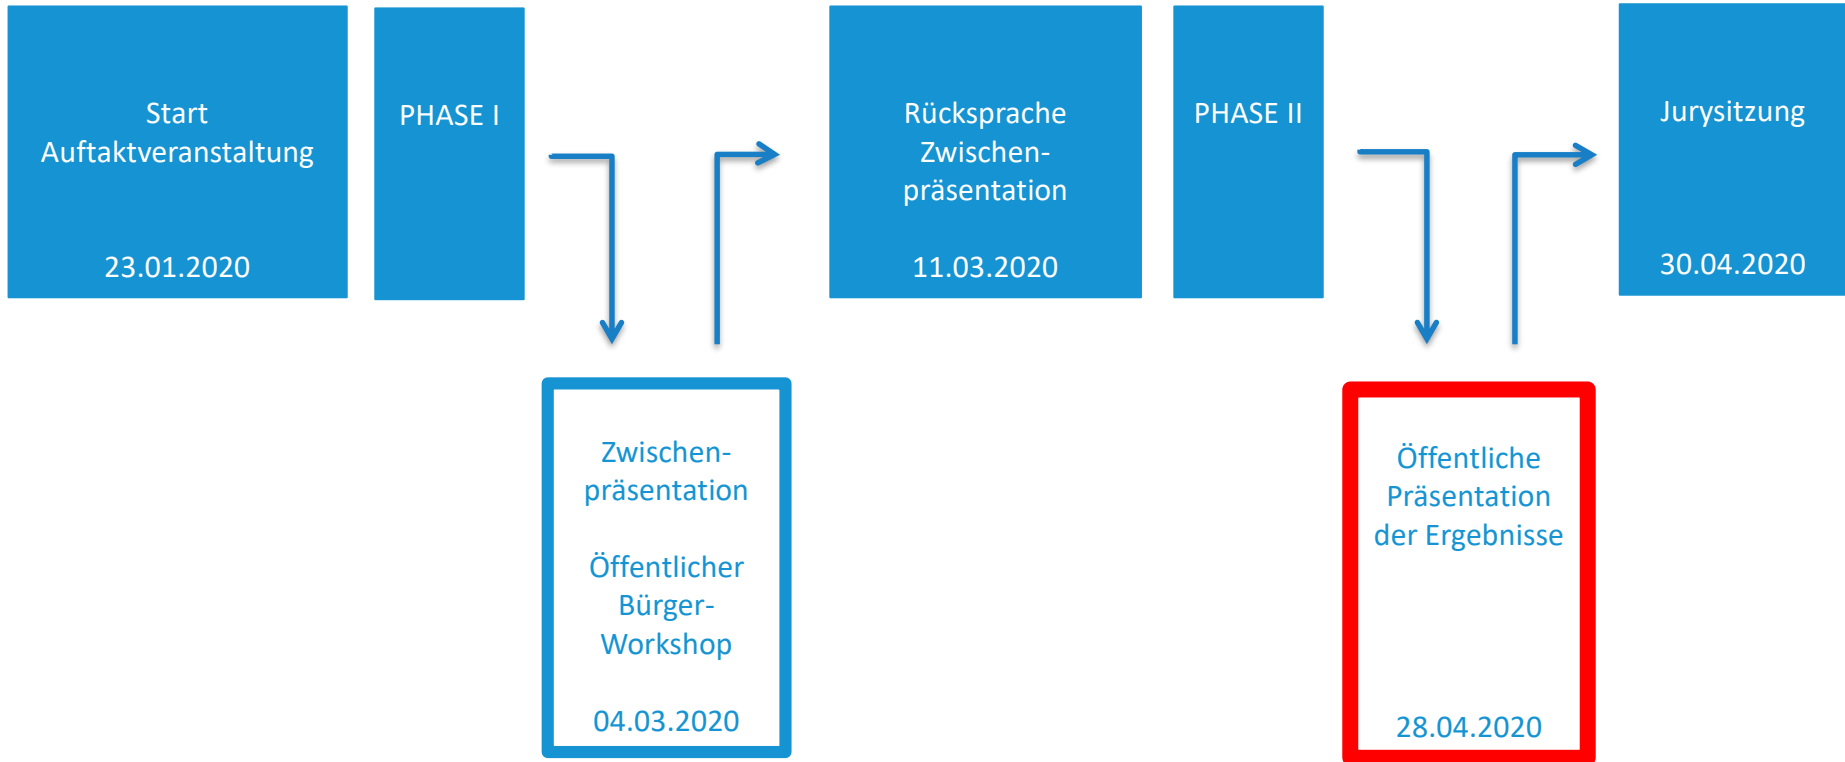 Start
Auftaktveranstaltung
23.01.2020
PHASE I
Zwischen-
präsentation
Öffentlicher
Bürger-
Workshop
04.03.2020
Rücksprache
Zwischen-
präsentation
11.03.2020
PHASE II
Öffentliche
Präsentation
der Ergebnisse
28.04.2020
Jurysitzung
30.04.2020